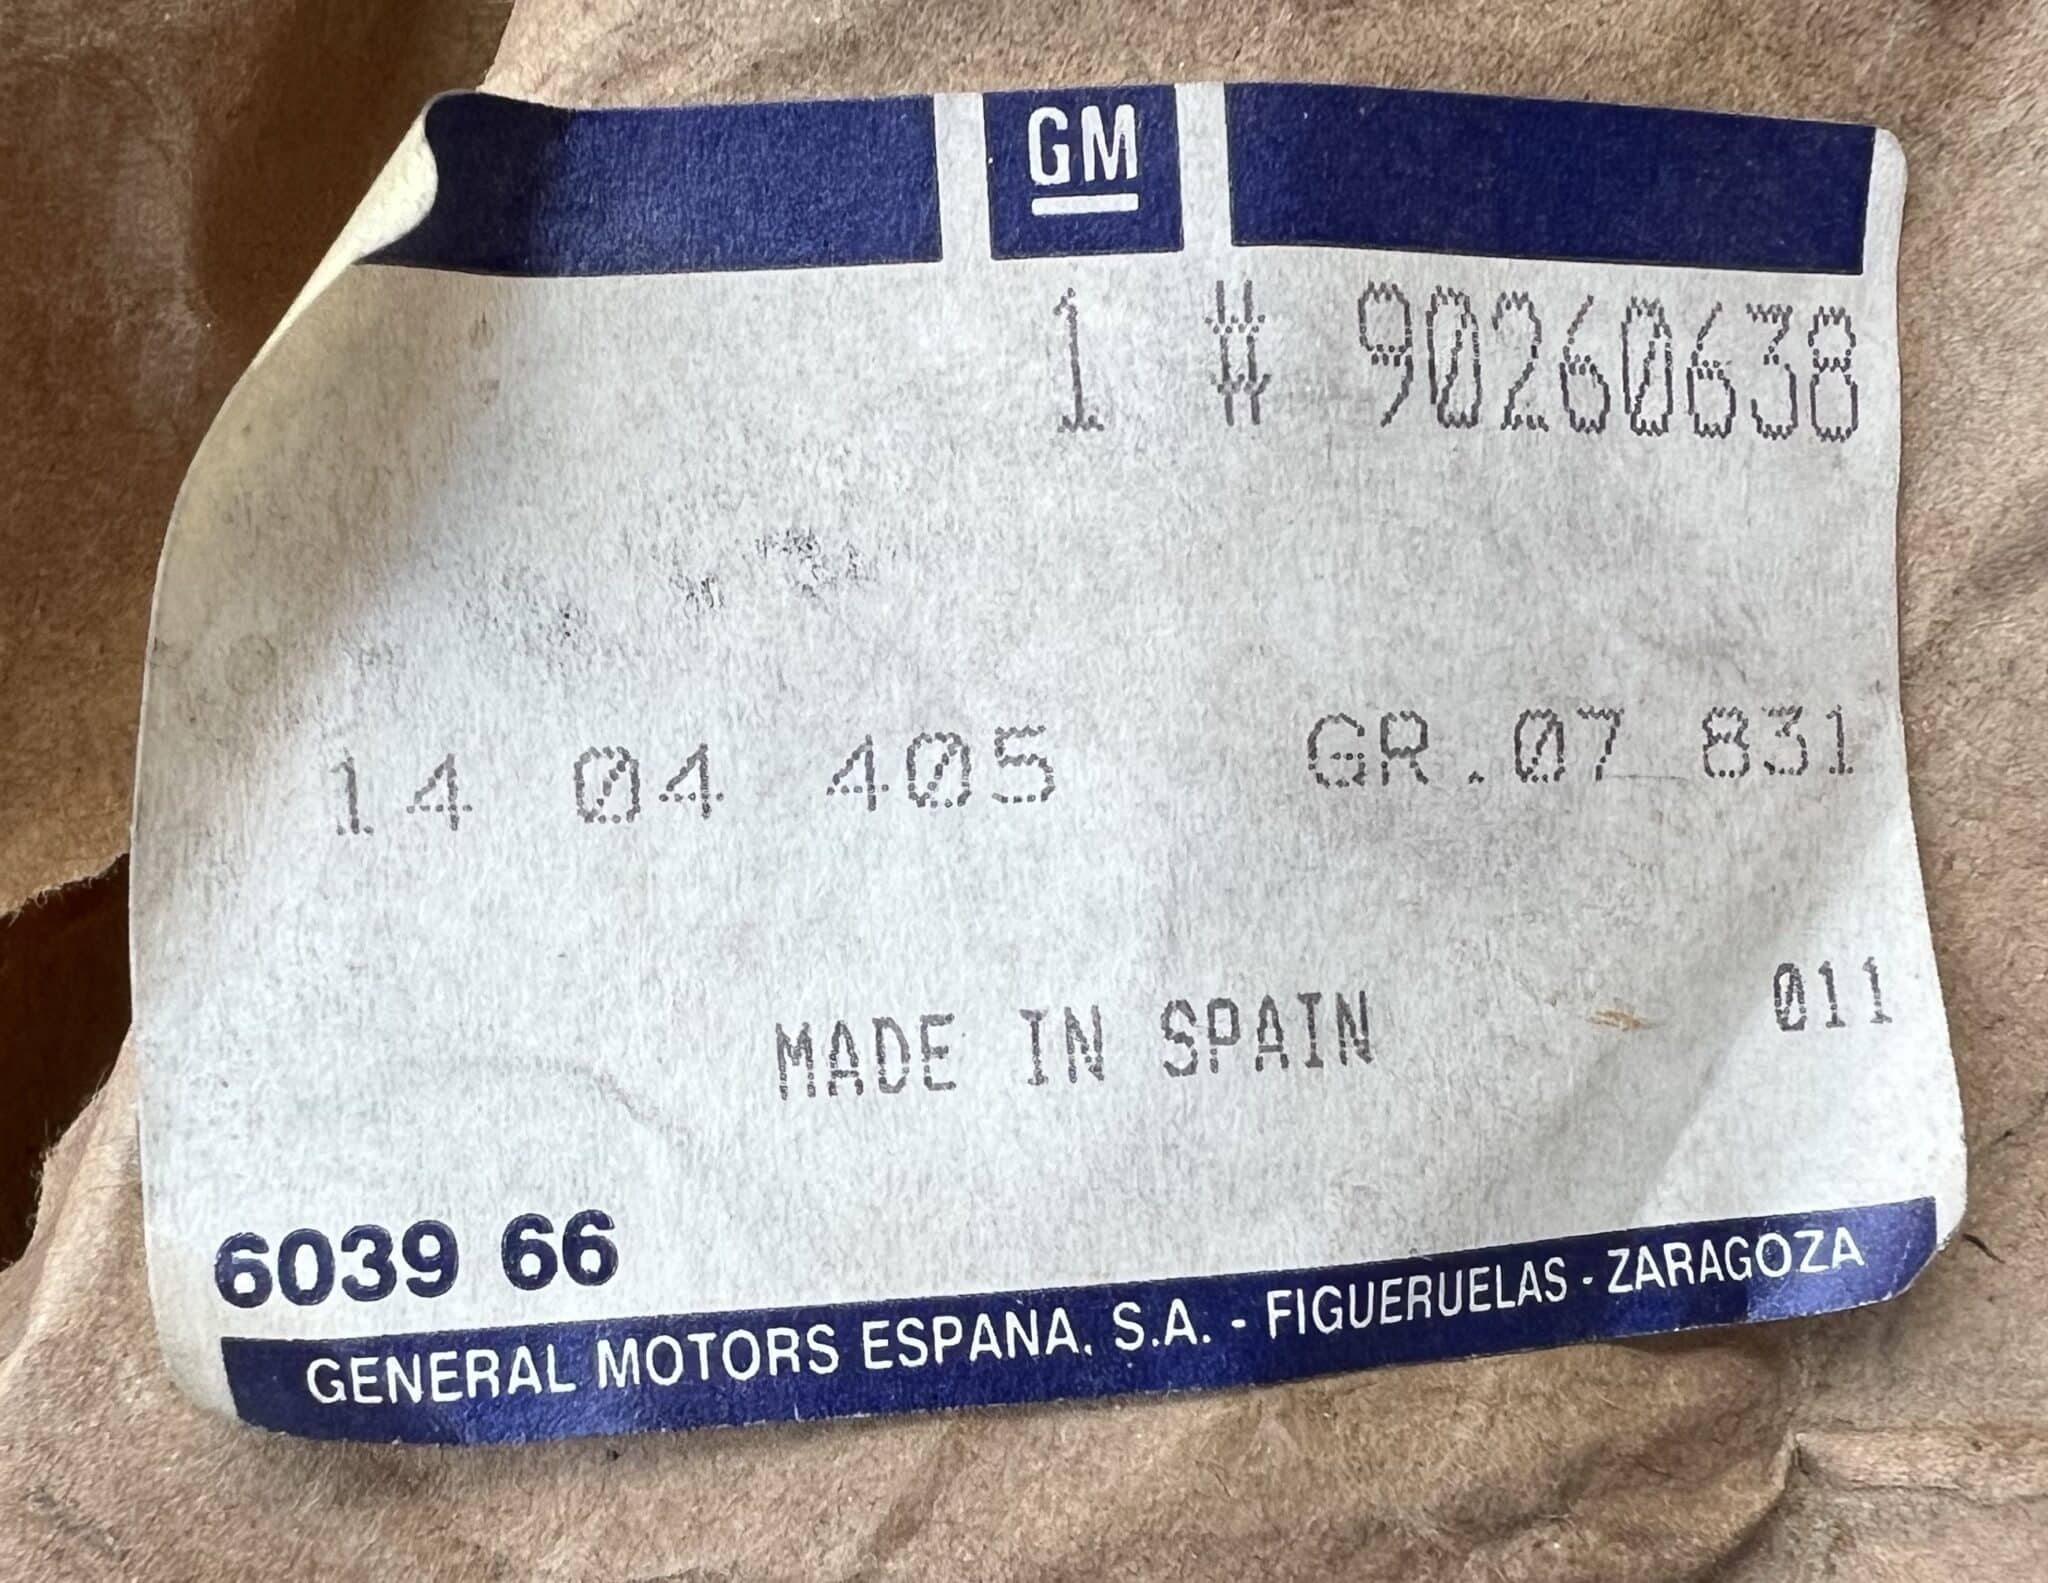 GM
1 # 90260638
14 04 405 GR.07 831
011
MADE IN SPAIN
6039 66
GENERAL MOTORS ESPANA. S.A. - FIGUERUELAS - ZARAGOZA